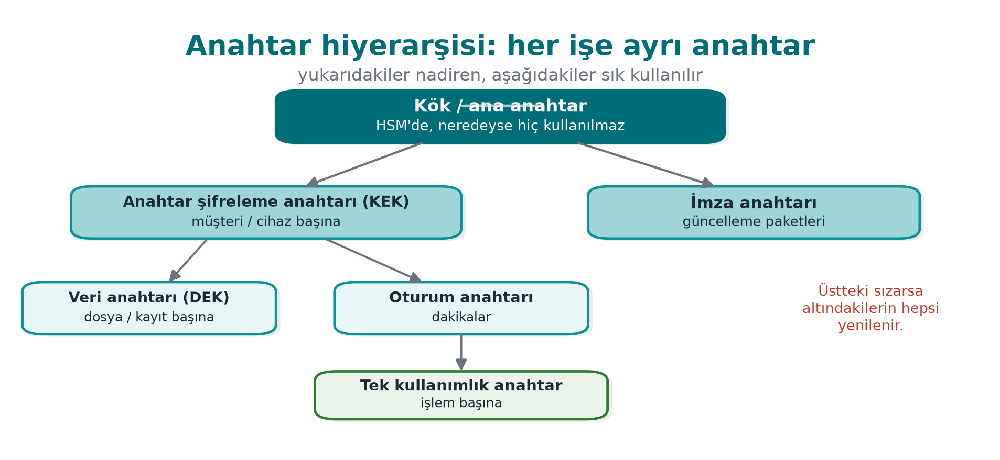 Anahtar hiyerarşisi: her işe ayrı anahtar
yukarıdakiler nadiren, aşağıdakiler sık kullanılır
Kök / ana anahtar
HSM'de, neredeyse hiç kullanılmaz
Anahtar şifreleme anahtarı (KEK)
müşteri / cihaz başına
İmza anahtarı
güncelleme paketleri
Veri anahtarı (DEK)
dosya / kayıt başına
Oturum anahtarı
dakikalar
Üstteki sızarsa
altındakilerin hepsi
yenilenir.
Tek kullanımlık anahtar
işlem başına